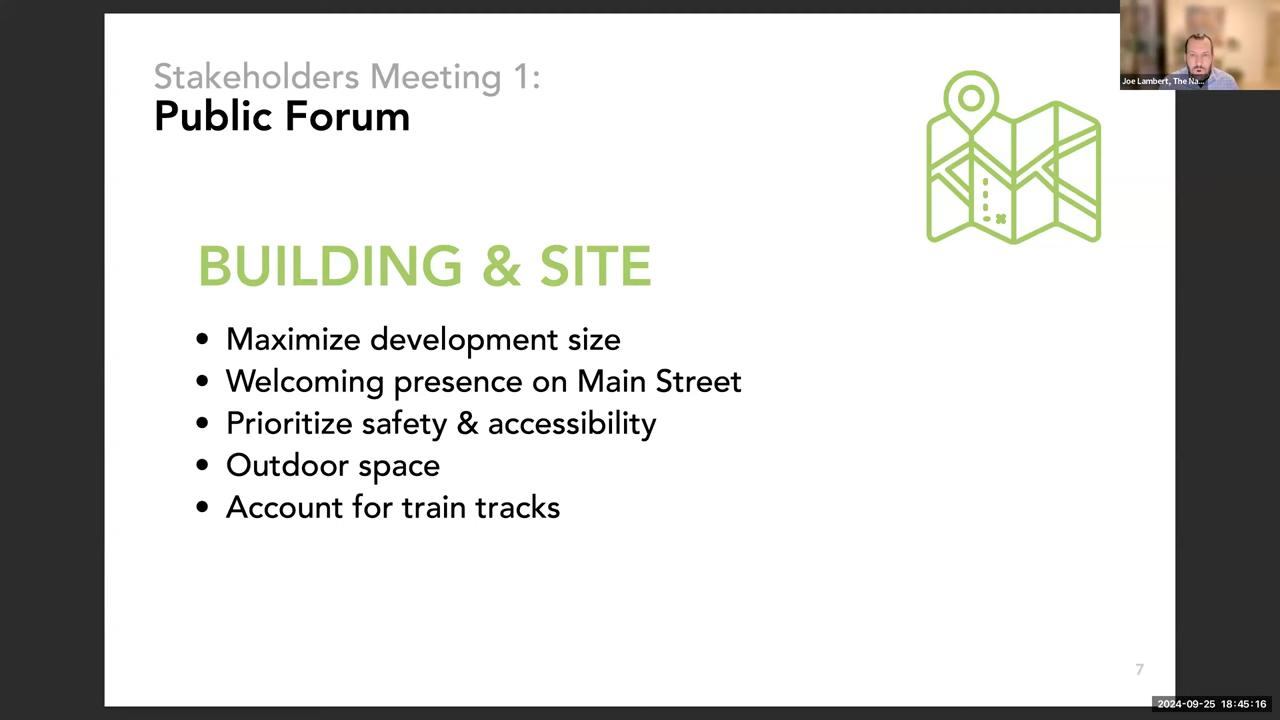 Stakeholders Meeting 1:
Public Forum
Joe Lambert, The Na...
BUILDING & SITE
• Maximize development size
• Welcoming presence on Main Street
• Prioritize safety & accessibility
• Outdoor space
• Account for train tracks
7
2024-09-25 18:45:16